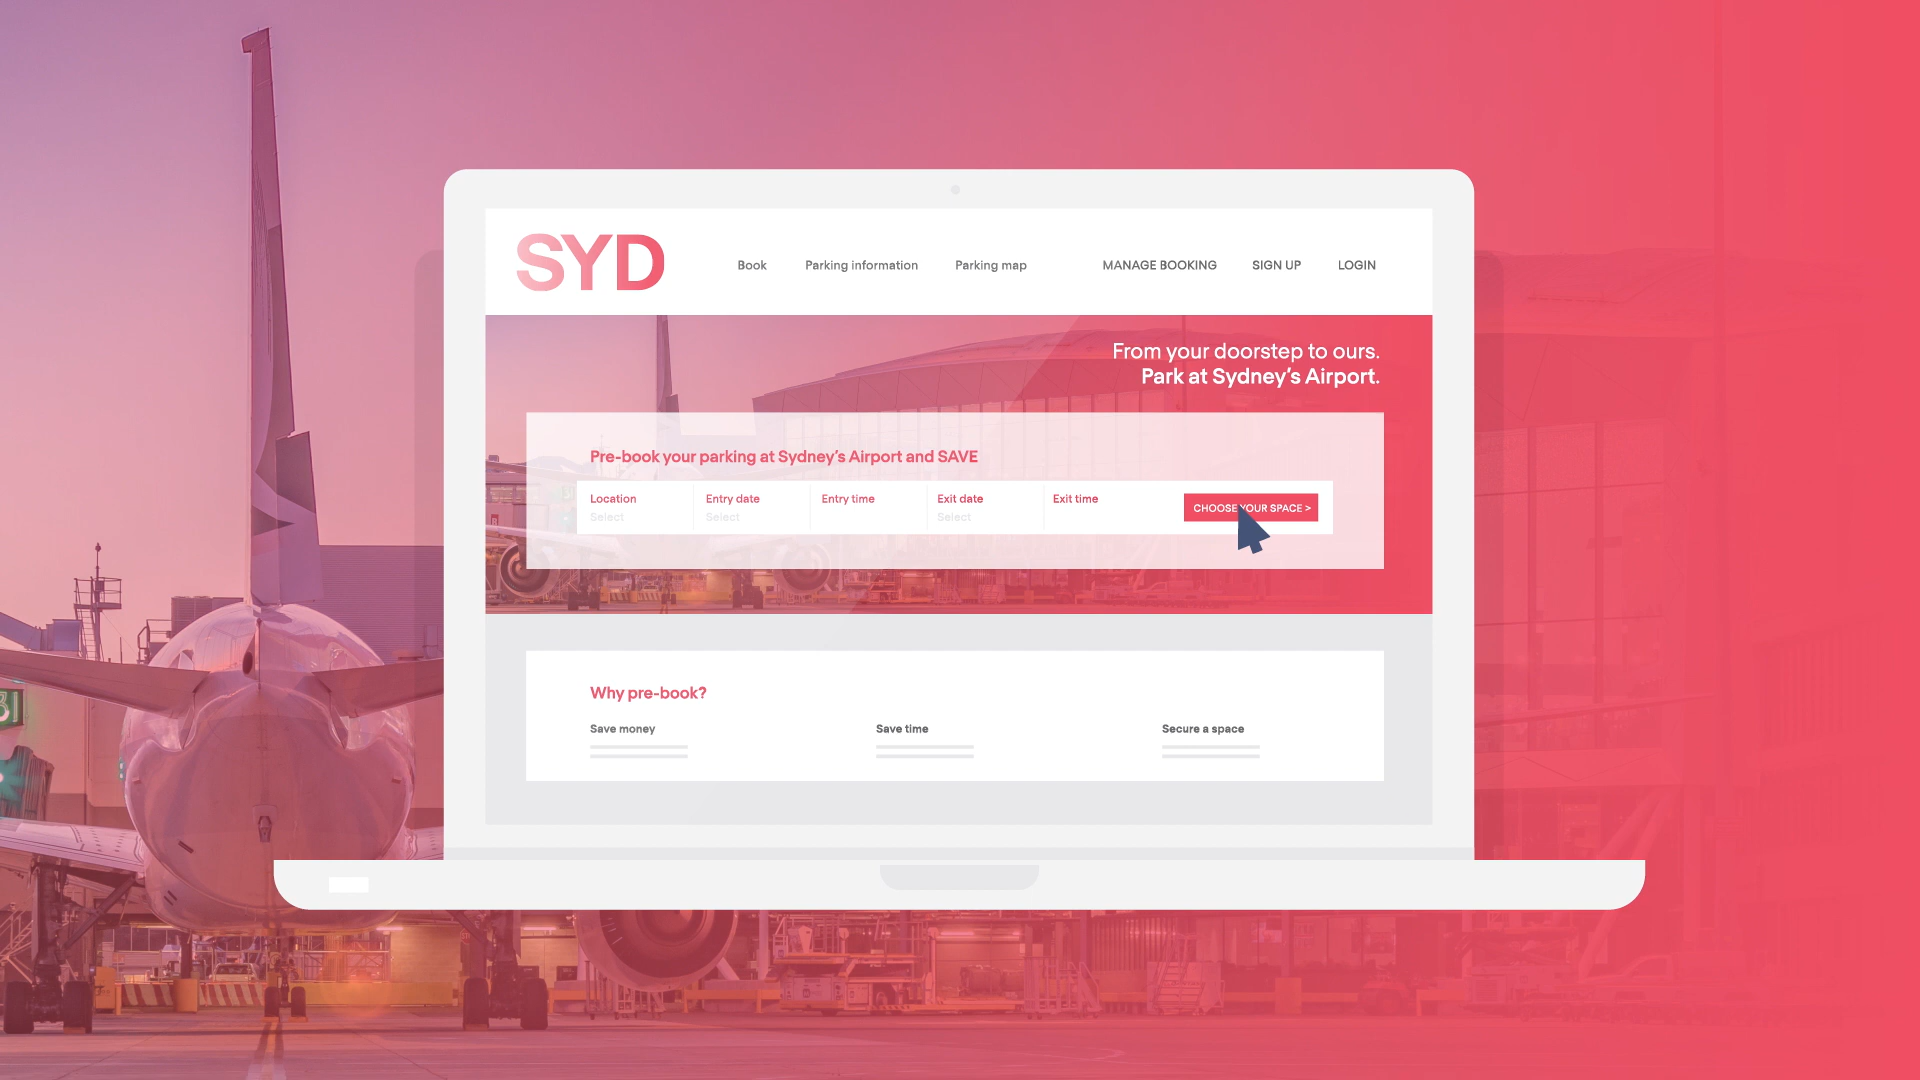 SYD
Book Parking information Parking map MANAGE BOOKING SIGN UP LOGIN
From your doorstep to ours.
Park at Sydney's Airport.
Pre-book your parking at Sydney's Airport and SAVE
Location Entry date Entry time Exit date Exit time
Select Select Select
CHOOSE YOUR SPACE >
Why pre-book?
Save money Save time Secure a space